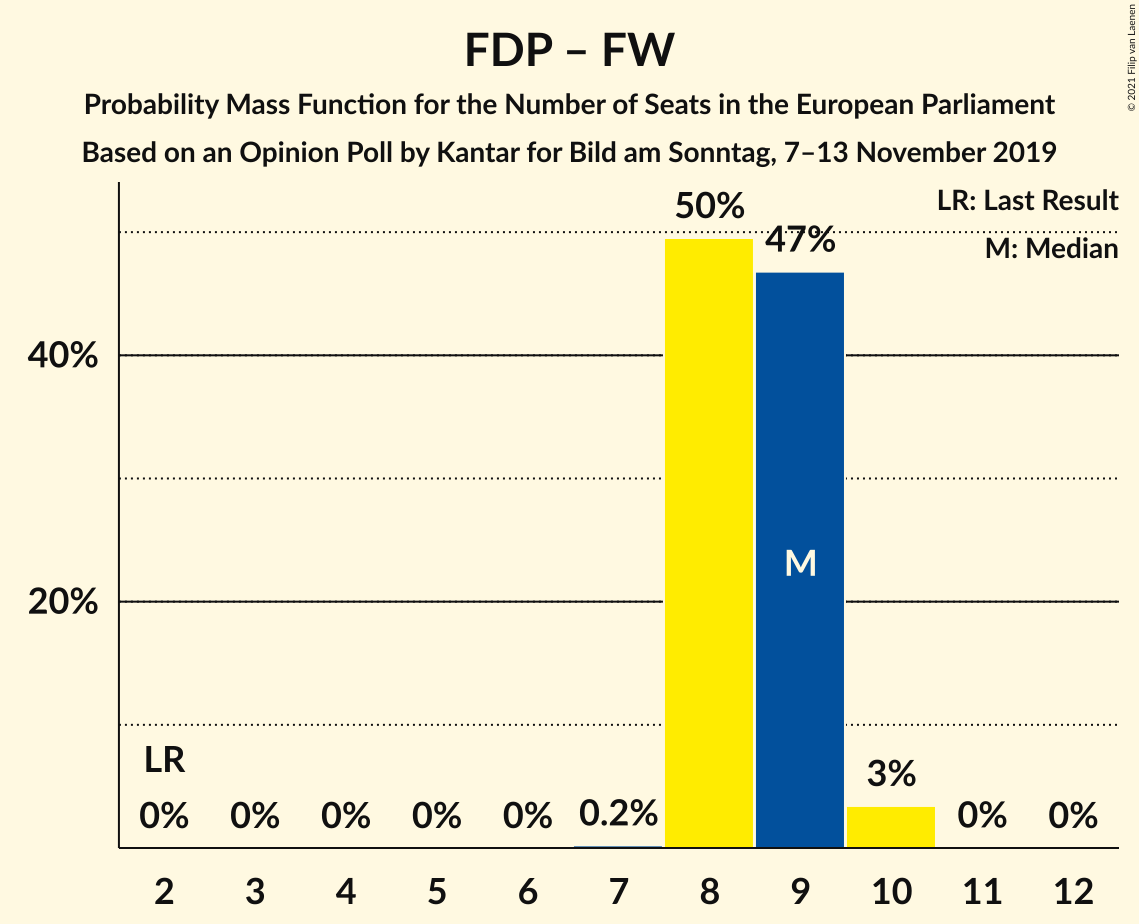 FDP – FW
Probability Mass Function for the Number of Seats in the European Parliament
Based on an Opinion Poll by Kantar for Bild am Sonntag, 7–13 November 2019
© 2021 Filip van Laenen
LR: Last Result
M: Median
50%
47%
40%
M
20%
LR
0% 0% 0% 0% 0% 0.2% 3% 0% 0%
2 3 4 5 6 7 8 9 10 11 12